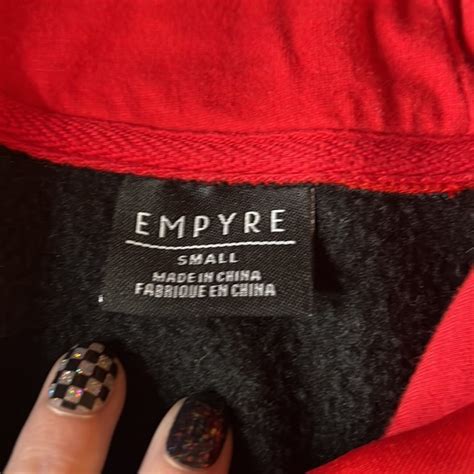 EMPYRE
SMALL
MADE IN CHINA
FABRIQUE EN CHINA